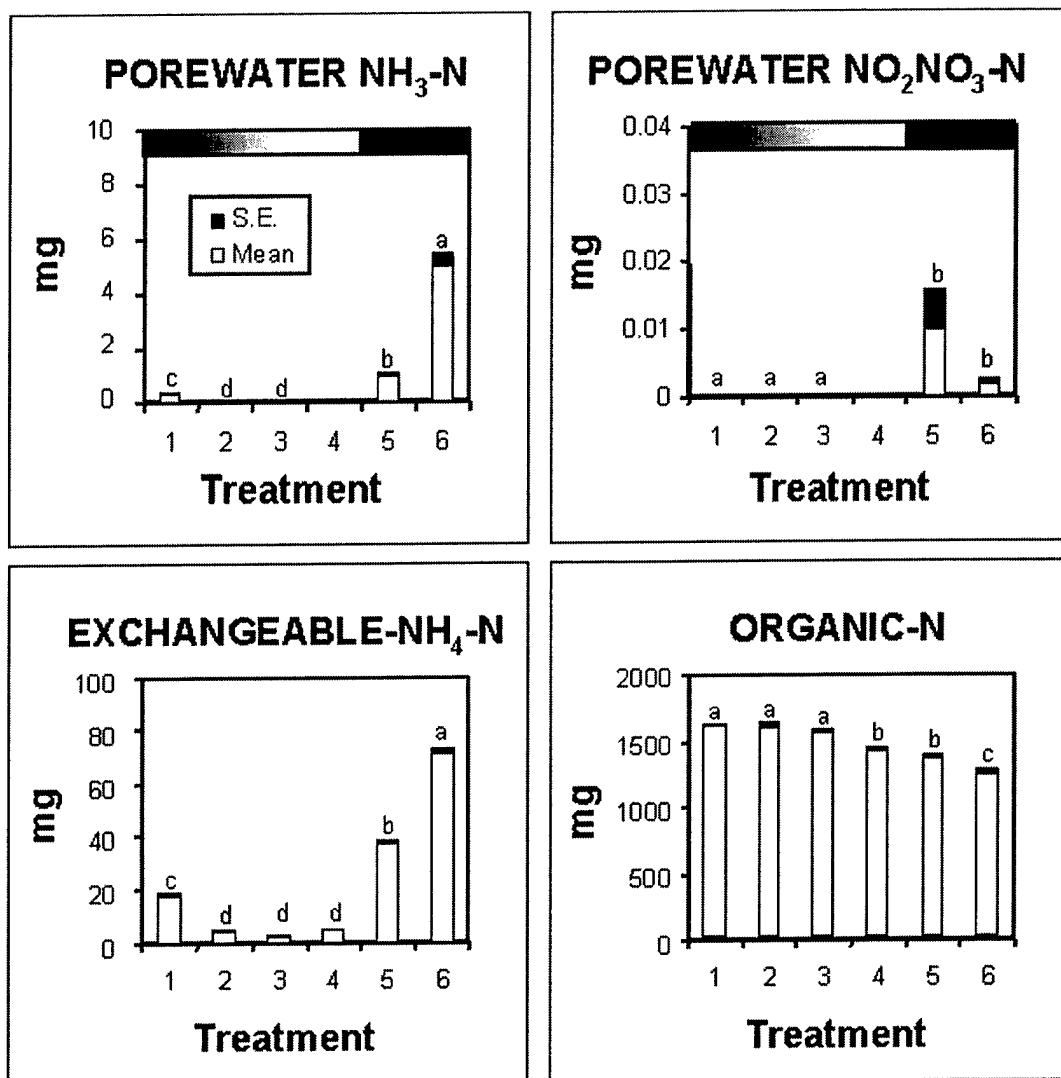 POREWATER NH₃-N
10
8
6
4
2
0
mg
S.E.
Mean
c
d
d
b
a
1 2 3 4 5 6
Treatment
POREWATER NO₂NO₃-N
0.04
0.03
0.02
0.01
0
mg
a
a
a
b
b
1 2 3 4 5 6
Treatment
EXCHANGEABLE-NH₄-N
100
80
60
40
20
0
mg
c
d
d
d
b
a
1 2 3 4 5 6
Treatment
ORGANIC-N
2000
1500
1000
500
0
mg
a
a
a
b
b
c
1 2 3 4 5 6
Treatment